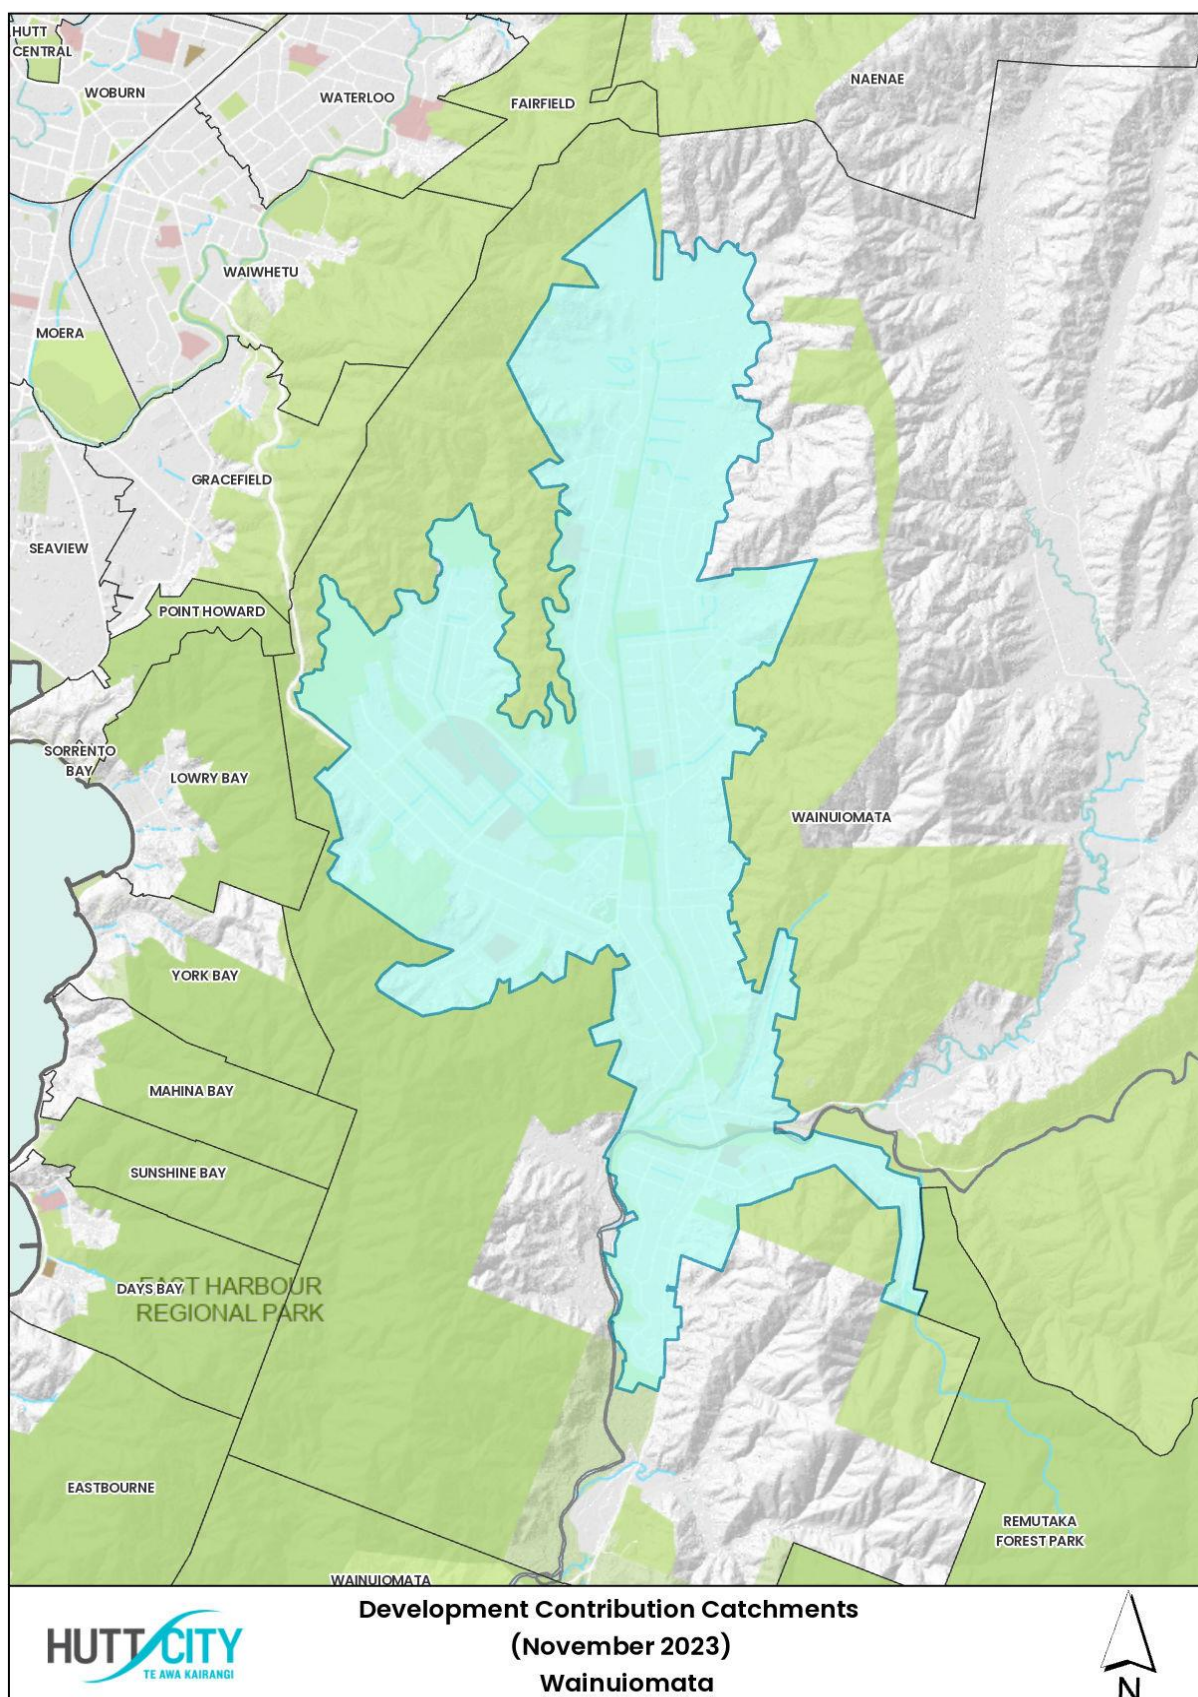 HUTT
CENTRAL
WOBURN
WATERLOO
FAIRFIELD
NAENAE
WAIWHETU
MOERA
GRACEFIELD
SEAVIEW
POINT HOWARD
SORRENTO
BAY
LOWRY BAY
WAINUIOMATA
YORK BAY
MAHINA BAY
SUNSHINE BAY
DAYS BAY
EAST HARBOUR
REGIONAL PARK
EASTBOURNE
REMUTAKA
FOREST PARK
WAINUIOMATA
HUTT CITY
TE AWA KAIRANGI
Development Contribution Catchments
(November 2023)
Wainuiomata
N